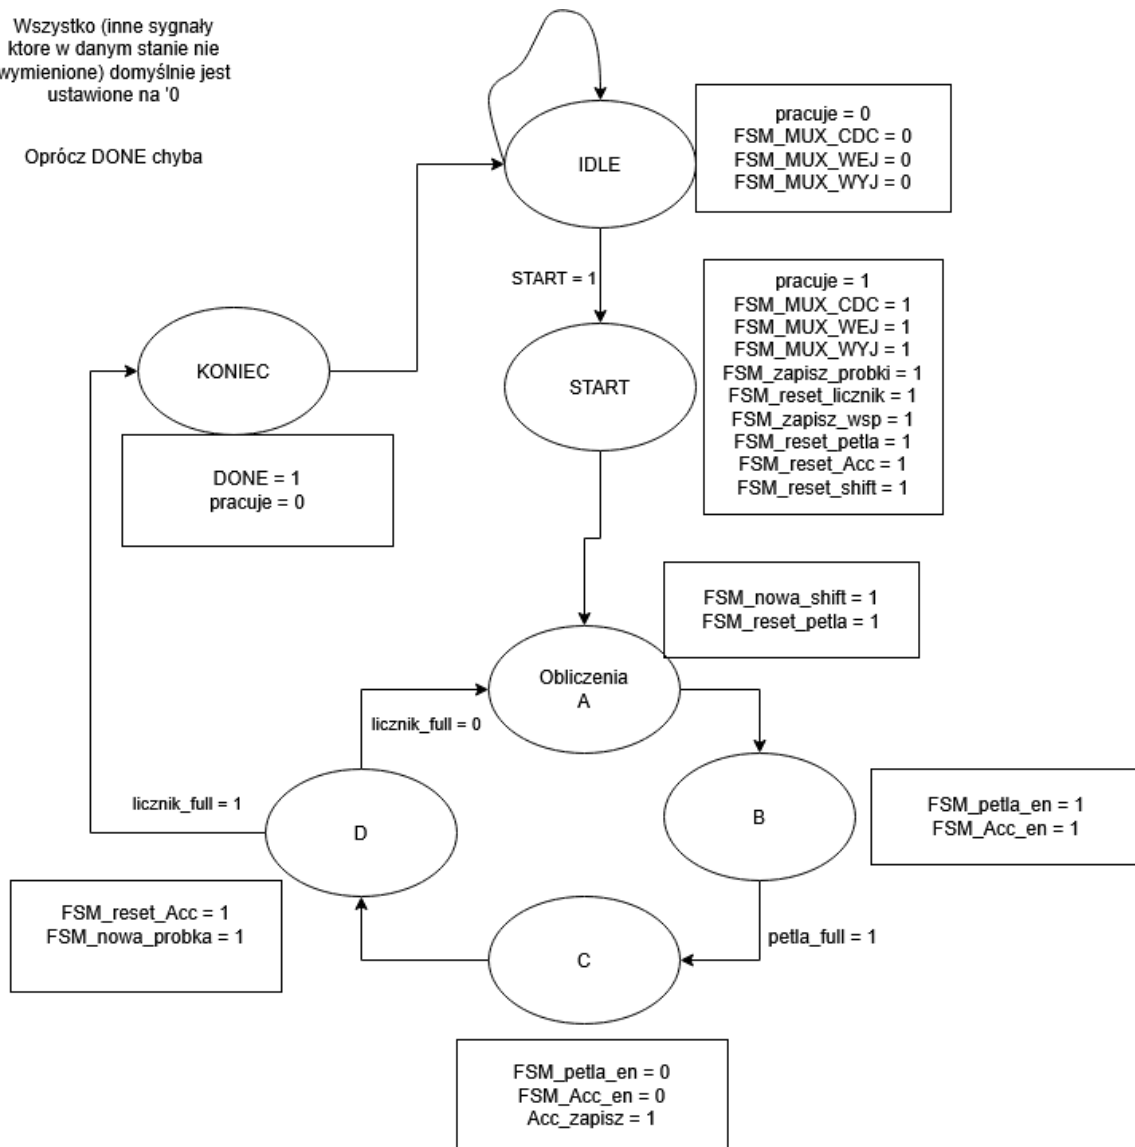 Wszystko (inne sygnały
ktore w danym stanie nie
wymienione) domyślnie jest
ustawione na '0
Oprócz DONE chyba
IDLE
pracuje = 0
FSM_MUX_CDC = 0
FSM_MUX_WEJ = 0
FSM_MUX_WYJ = 0
START = 1
START
pracuje = 1
FSM_MUX_CDC = 1
FSM_MUX_WEJ = 1
FSM_MUX_WYJ = 1
FSM_zapisz_probki = 1
FSM_reset_licznik = 1
FSM_zapisz_wsp = 1
FSM_reset_petla = 1
FSM_reset_Acc = 1
FSM_reset_shift = 1
KONIEC
DONE = 1
pracuje = 0
FSM_nowa_shift = 1
FSM_reset_petla = 1
Obliczenia
A
licznik_full = 0
licznik_full = 1
B
FSM_petla_en = 1
FSM_Acc_en = 1
D
FSM_reset_Acc = 1
FSM_nowa_probka = 1
petla_full = 1
C
FSM_petla_en = 0
FSM_Acc_en = 0
Acc_zapisz = 1